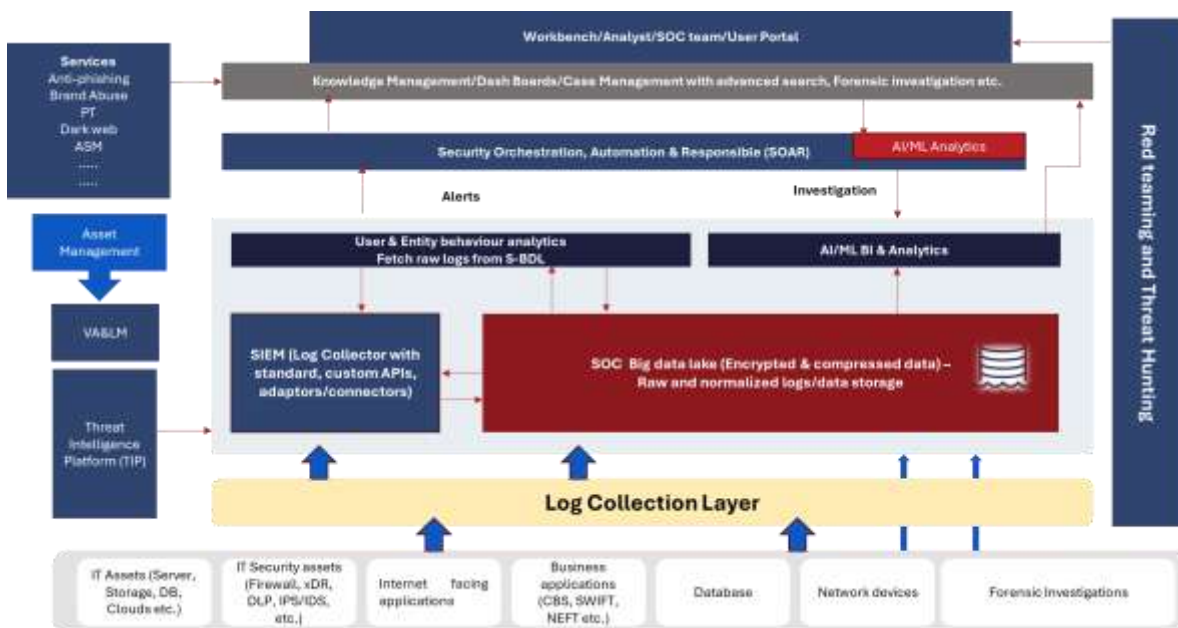 Workbench/Analyst/SOC team/User Portal
Services
Anti-phishing
Brand Abuse
PT
Dark web
ASM
.....
.....
Knowledge Management/Dash Boards/Case Management with advanced search, Forensic investigation etc.
Security Orchestration, Automation & Responsible (SOAR)
AI/ML Analytics
Alerts
Investigation
Asset
Management
User & Entity behaviour analytics
Fetch raw logs from S-BDL
AI/ML BI & Analytics
VA&LM
SIEM (Log Collector with
standard, custom APIs,
adaptors/connectors)
SOC Big data lake (Encrypted & compressed data) –
Raw and normalized logs/data storage
Threat
Intelligence
Platform (TIP)
Red teaming and Threat Hunting
Log Collection Layer
IT Assets (Server,
Storage, DB,
Clouds etc.)
IT Security assets
(Firewall, xDR,
DLP, IPS/IDS,
etc.)
Internet facing
applications
Business
applications
(CBS, SWIFT,
NEFT etc.)
Database
Network devices
Forensic Investigations